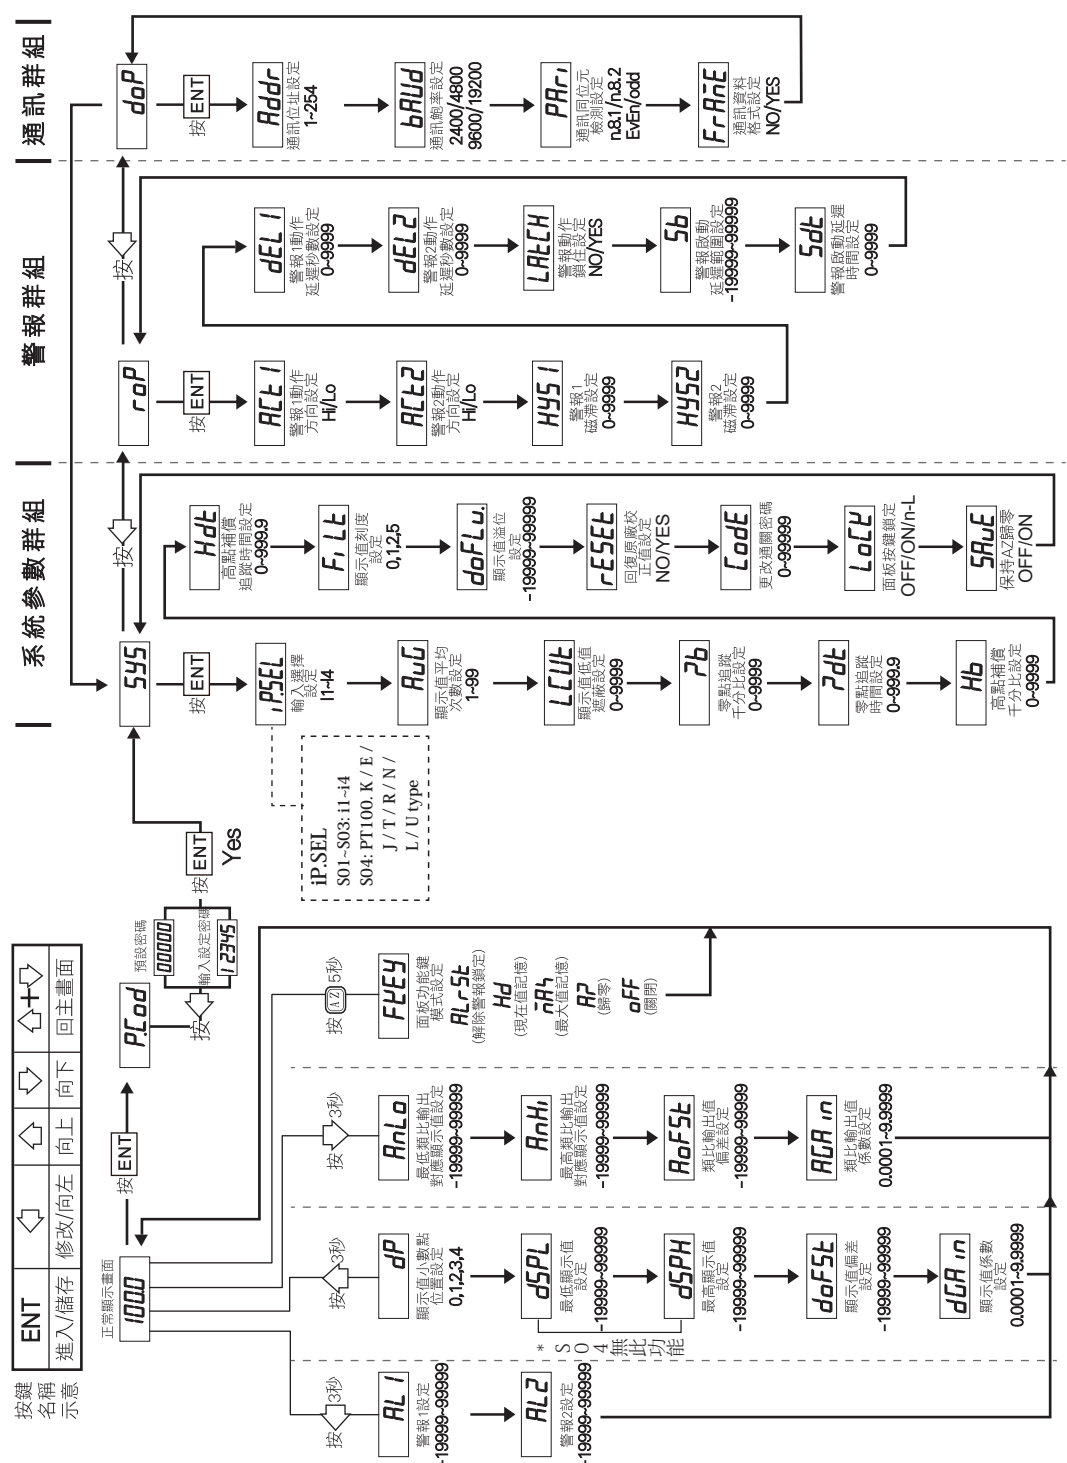 按鍵
名稱
示意
ENT
進入/儲存
修改/向左
向上
向下
+
回主畫面
正常顯示畫面
100.0
按 ENT
P.Cod
按
預設密碼
00000
輸入設定密碼
12345
按 ENT
Yes
按 3秒
AL1
警報1設定
-19999~99999
AL2
警報2設定
-19999~99999
按 3秒
dP
顯示值小數點
位置設定
0,1,2,3,4
dSPL
最低顯示值
設定
-19999~99999
dSPH
最高顯示值
設定
-19999~99999
* S04無此功能
doFSt
顯示值偏差
設定
-19999~99999
dGAin
顯示值係數
設定
0.0001~9.9999
按 3秒
AnLo
最低類比輸出
對應顯示值設定
-19999~99999
AnHi
最高類比輸出
對應顯示值設定
-19999~99999
AoFSt
類比輸出值
偏差設定
-19999~99999
AGAin
類比輸出值
係數設定
0.0001~9.9999
按 AZ 5秒
FKEY
面板功能鍵
模式設定
ALrSt
(解除警報鎖定)
Hd
(現在值記憶)
(最大值記憶)
(歸零)
oFF
(關閉)
iP.SEL
S01~S03: i1~i4
S04: PT100. K / E /
J / T / R / N /
L / U type
系統參數群組
SYS
按 ENT
iP.SEL
輸入選擇
設定
I1~I4
AvG
顯示值平均
次數設定
1~99
LCUt
顯示值低值
遮蔽設定
0~9999
零點追蹤
千分比設定
0~9999
零點追蹤
時間設定
0~999.9
Hb
高點補償
千分比設定
0~9999
Hdt
高點補償
追蹤時間設定
0~999.9
FiLt
顯示值刻度
設定
0,1,2,5
doFLv.
顯示值溢位
設定
-19999~99999
rESEt
回復原廠校
正值設定
NO/YES
CodE
更改通關密碼
0~99999
LoCK
面板按鍵鎖定
OFF/ON/n-L
SAvE
保持AZ歸零
OFF/ON
按
警報群組
roP
按 ENT
ACt1
警報1動作
方向設定
Hi/Lo
ACt2
警報2動作
方向設定
Hi/Lo
HYS1
警報1
磁滯設定
0~9999
HYS2
警報2
磁滯設定
0~9999
dEL1
警報1動作
延遲秒數設定
0~9999
dEL2
警報2動作
延遲秒數設定
0~9999
LAtCH
警報動作
鎖住設定
NO/YES
Sb
警報啟動
延遲範圍設定
-19999~99999
Sdt
警報啟動延遲
時間設定
0~9999
按
通訊群組
doP
按 ENT
Addr
通訊位址設定
1~254
bAUd
通訊鮑率設定
2400/4800
9600/19200
PAri
通訊同位元
檢測設定
n.8.1/n.8.2
EvEn/odd
FrAmE
通訊資料
格式設定
NO/YES